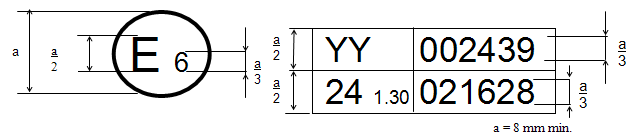 a a/2 E 6 a/3
a/2 YY 002439 a/3
a/2 24 1.30 021628 a/3
a = 8 mm min.